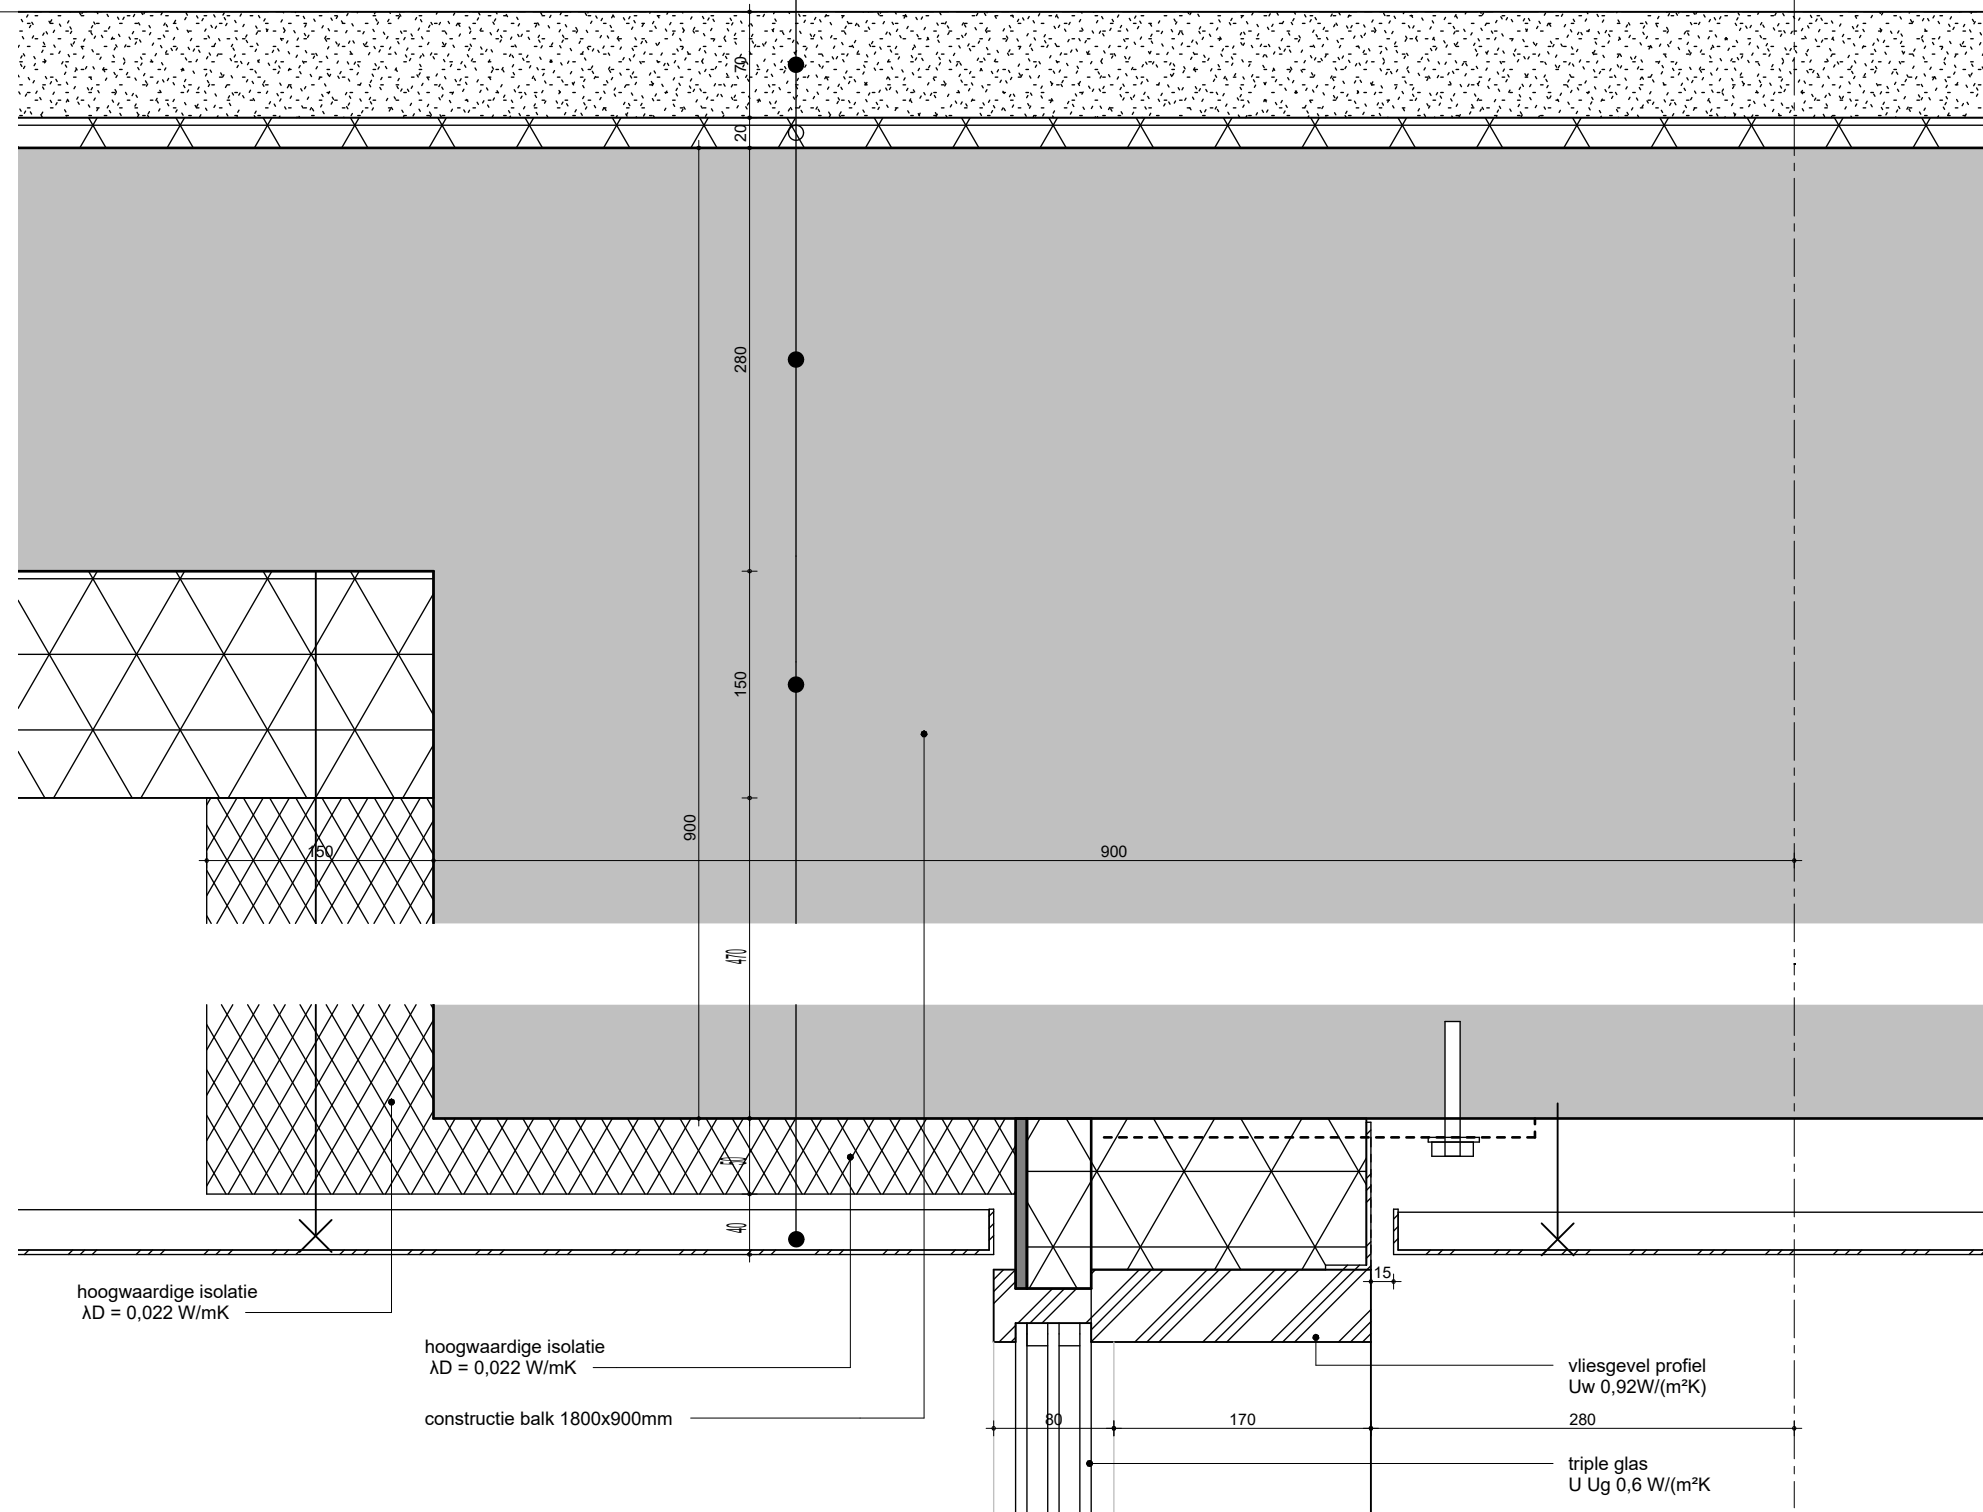 70
20
280
150
900
150
900
470
50
40
15
hoogwaardige isolatie
λD = 0,022 W/mK
hoogwaardige isolatie
λD = 0,022 W/mK
constructie balk 1800x900mm
vliesgevel profiel
Uw 0,92W/(m²K)
80
170
280
triple glas
U Ug 0,6 W/(m²K